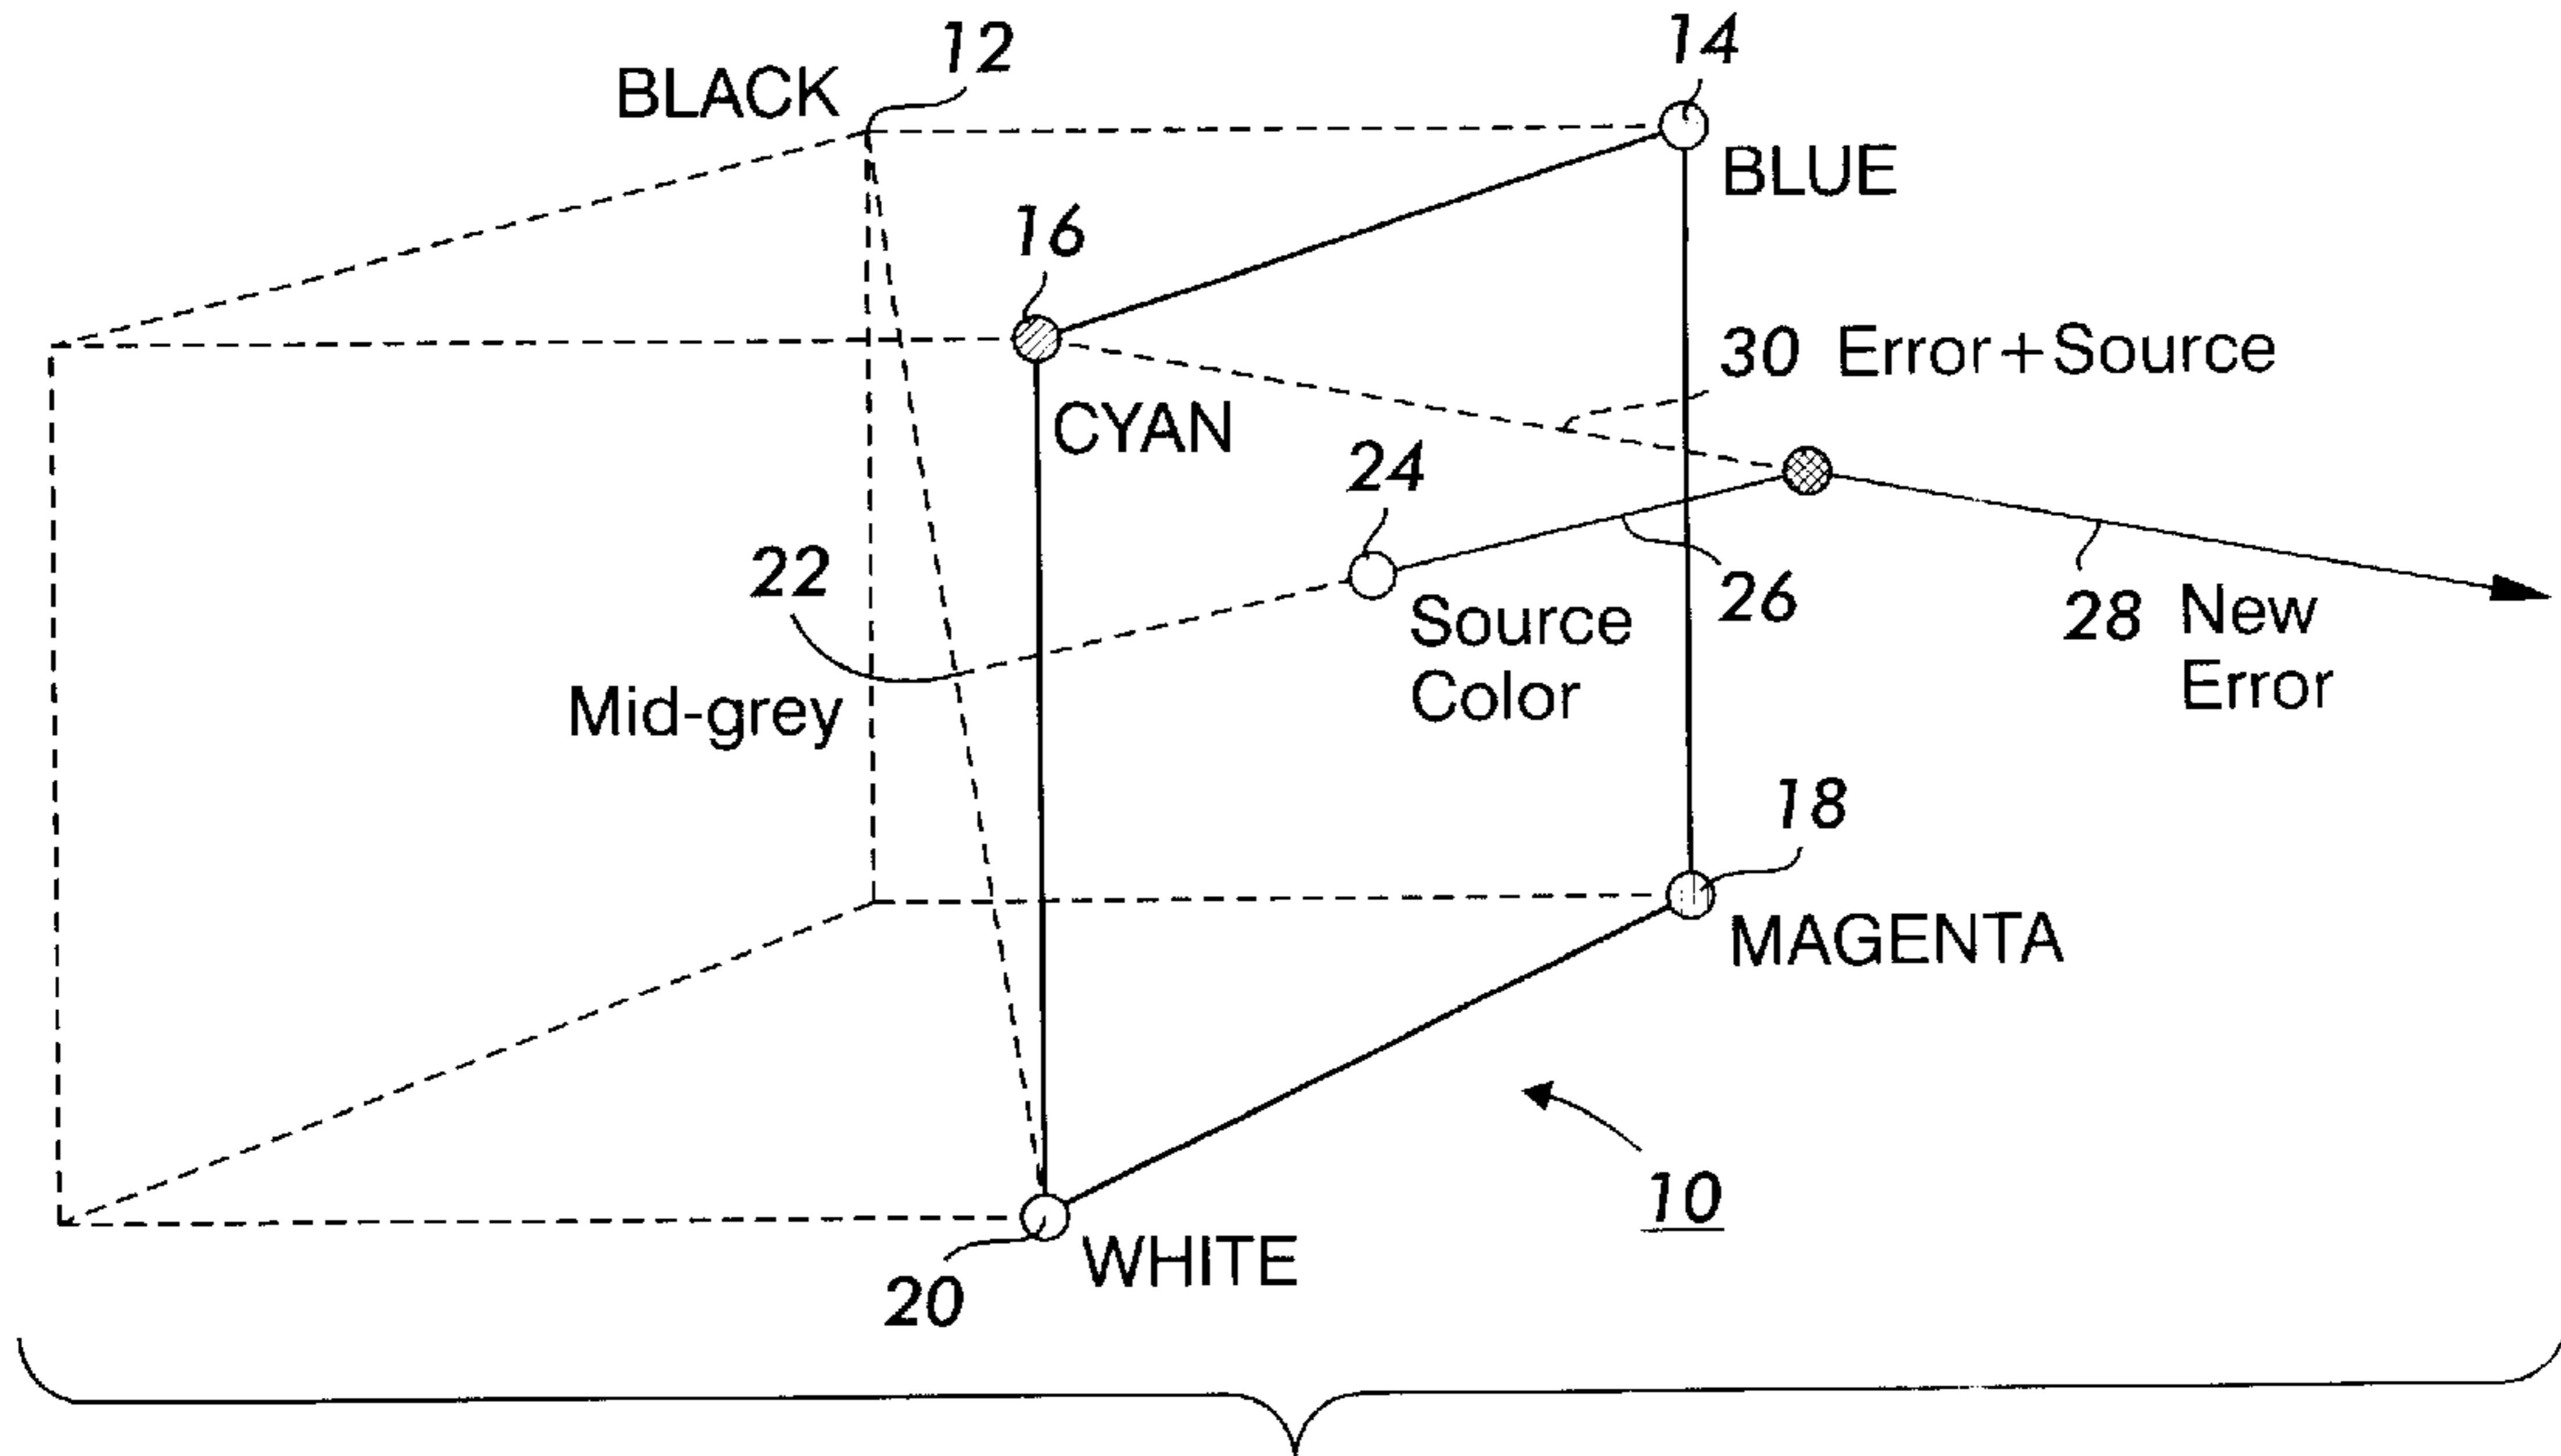 12
14
BLACK
BLUE
16
30 Error+Source
CYAN
24
22
26
28 New
Error
Source
Color
Mid-grey
18
MAGENTA
10
WHITE
20